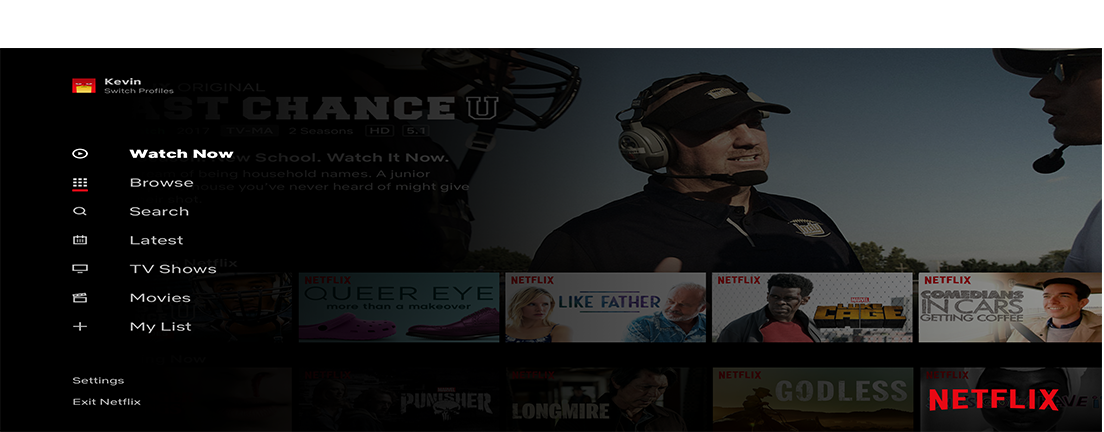 Kevin
Switch Profiles
ORIGINAL
LAST CHANCE U
2017 TV-MA 2 Seasons HD 5.1
Watch Now
School. Watch It Now.
of being household names. A junior
Browse
you've never heard of might give
Search
Latest
TV Shows
Movies
My List
NETFLIX
QUEER EYE
more than a makeover
NETFLIX
LIKE FATHER
NETFLIX
MARVEL
LUKE CAGE
NETFLIX
COMEDIANS
IN CARS
GETTING COFFEE
Settings
Exit Netflix
PUNISHER
LONGMIRE
NETFLIX
GODLESS
NETFLIX